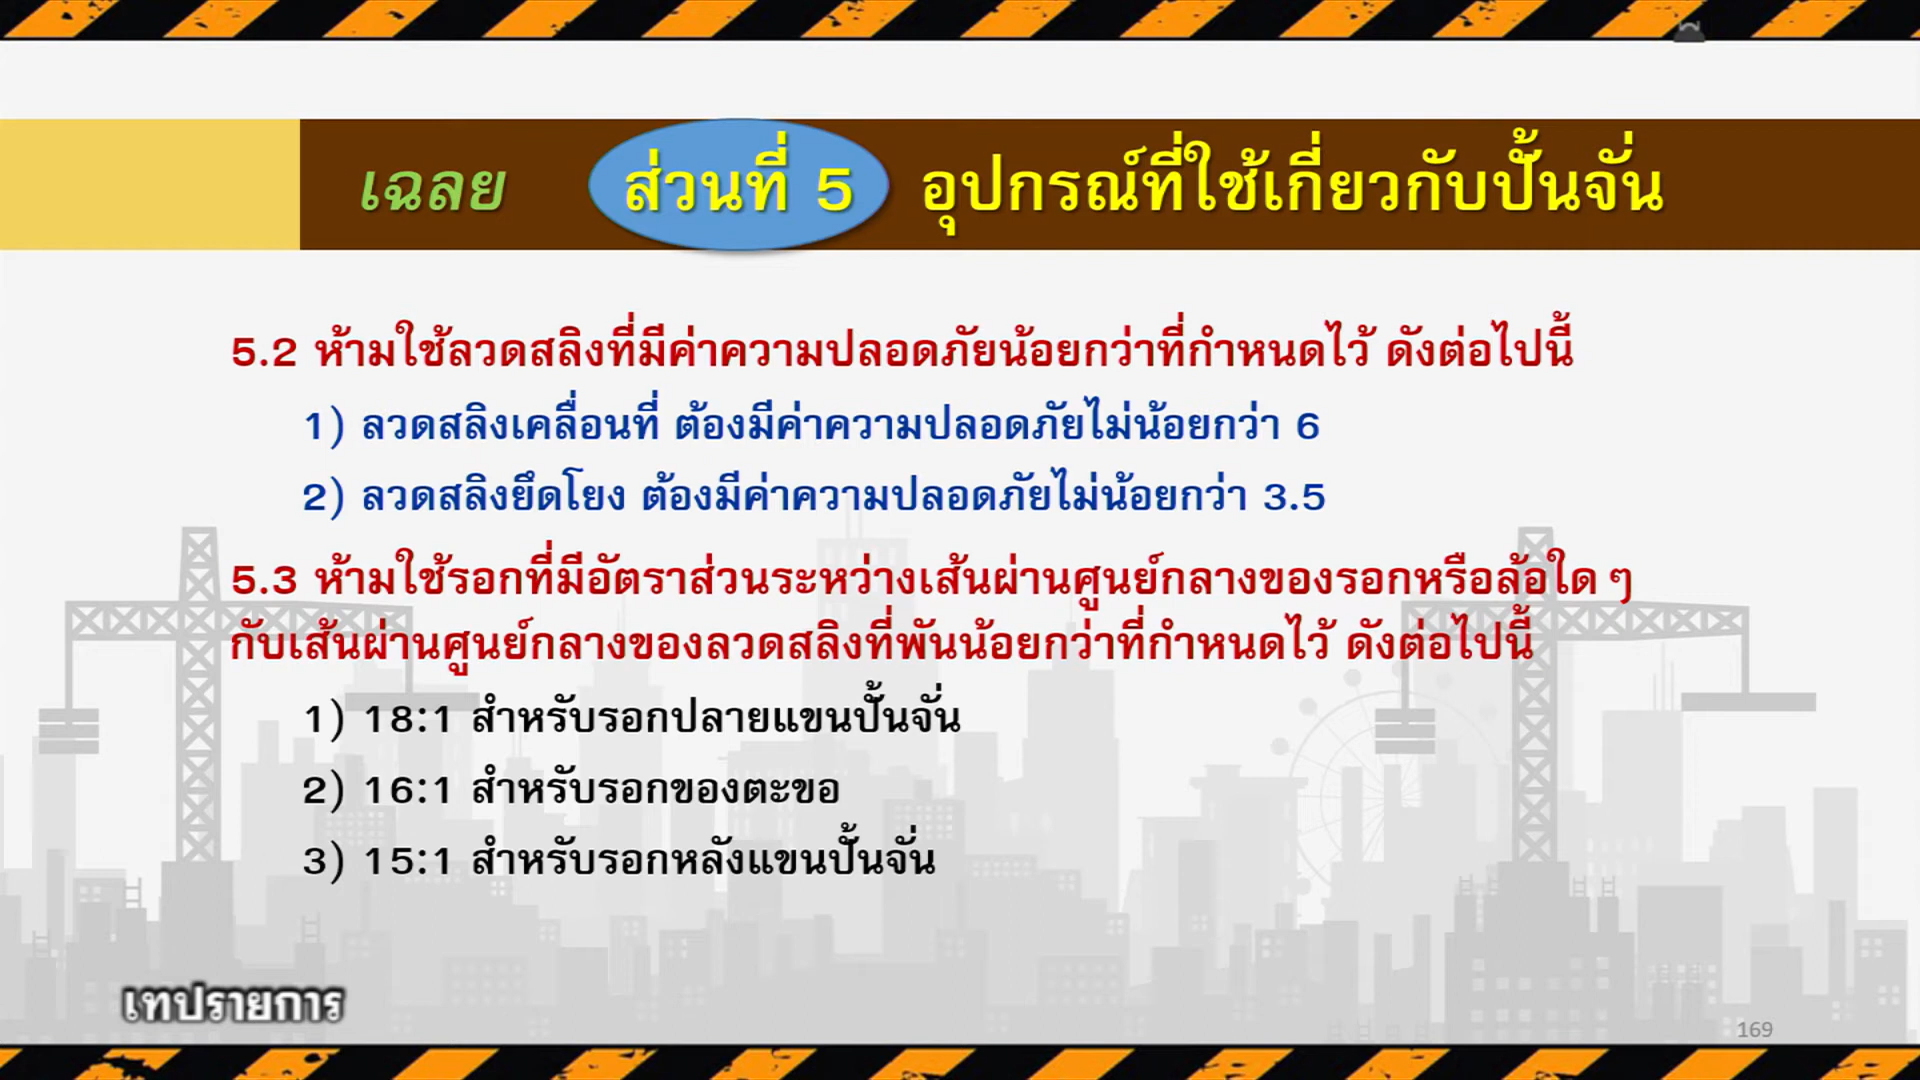 เฉลย ส่วนที่ 5 อุปกรณ์ที่ใช้เกี่ยวกับปั้นจั่น
5.2 ห้ามใช้ลวดสลิงที่มีค่าความปลอดภัยน้อยกว่าที่กำหนดไว้ ดังต่อไปนี้
1) ลวดสลิงเคลื่อนที่ ต้องมีค่าความปลอดภัยไม่น้อยกว่า 6
2) ลวดสลิงยึดโยง ต้องมีค่าความปลอดภัยไม่น้อยกว่า 3.5
5.3 ห้ามใช้รอกที่มีอัตราส่วนระหว่างเส้นผ่านศูนย์กลางของรอกหรือล้อใด ๆ
กับเส้นผ่านศูนย์กลางของลวดสลิงที่พันน้อยกว่าที่กำหนดไว้ ดังต่อไปนี้
1) 18:1 สำหรับรอกปลายแขนปั้นจั่น
2) 16:1 สำหรับรอกของตะขอ
3) 15:1 สำหรับรอกหลังแขนปั้นจั่น
เทปรายการ
169